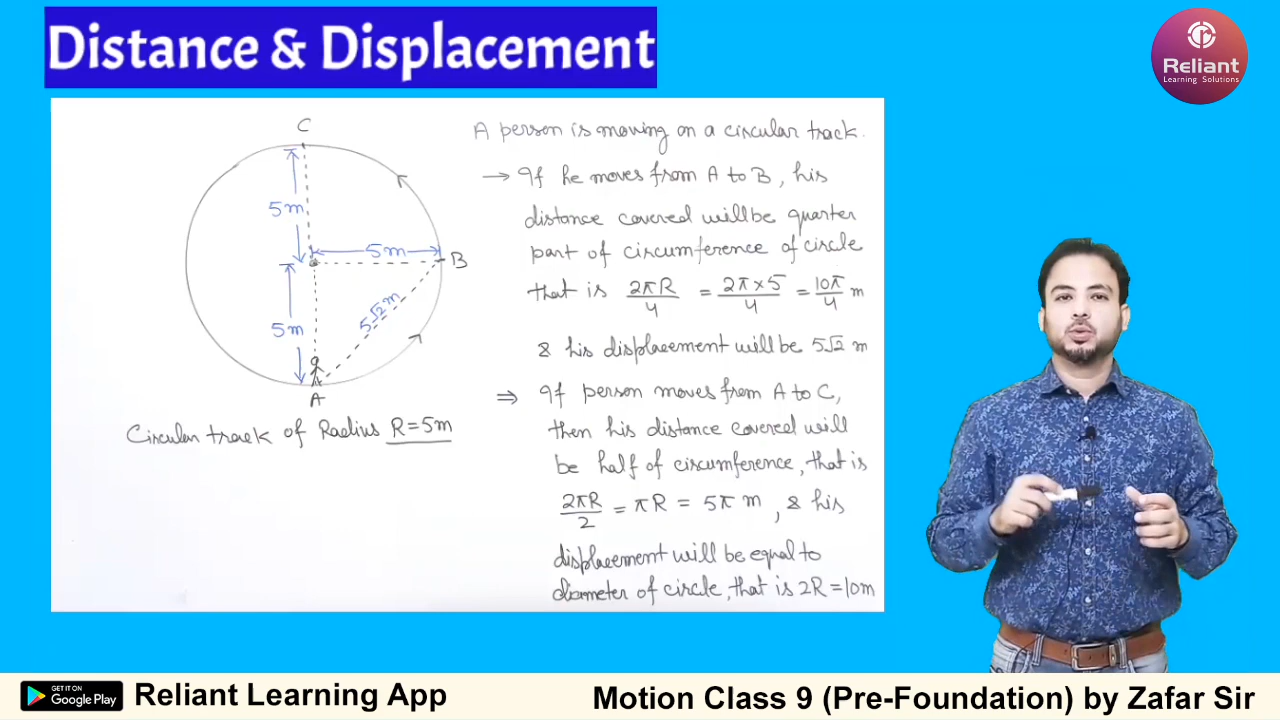 Distance & Displacement
Reliant
Learning Solutions
C
5m
5m
B
5√2 m
5m
A
Circular track of Radius R=5m
A person is moving on a circular track.
→ If he moves from A to B, his
distance covered will be quarter
part of circumference of circle
that is 2πR/4 = 2π×5/4 = 10π/4 m
& his displacement will be 5√2 m
⇒ If person moves from A to C,
then his distance covered will
be half of circumference, that is
2πR/2 = πR = 5π m, & his
displacement will be equal to
diameter of circle, that is 2R=10m
GET IT ON
Google Play
Reliant Learning App
Motion Class 9 (Pre-Foundation) by Zafar Sir